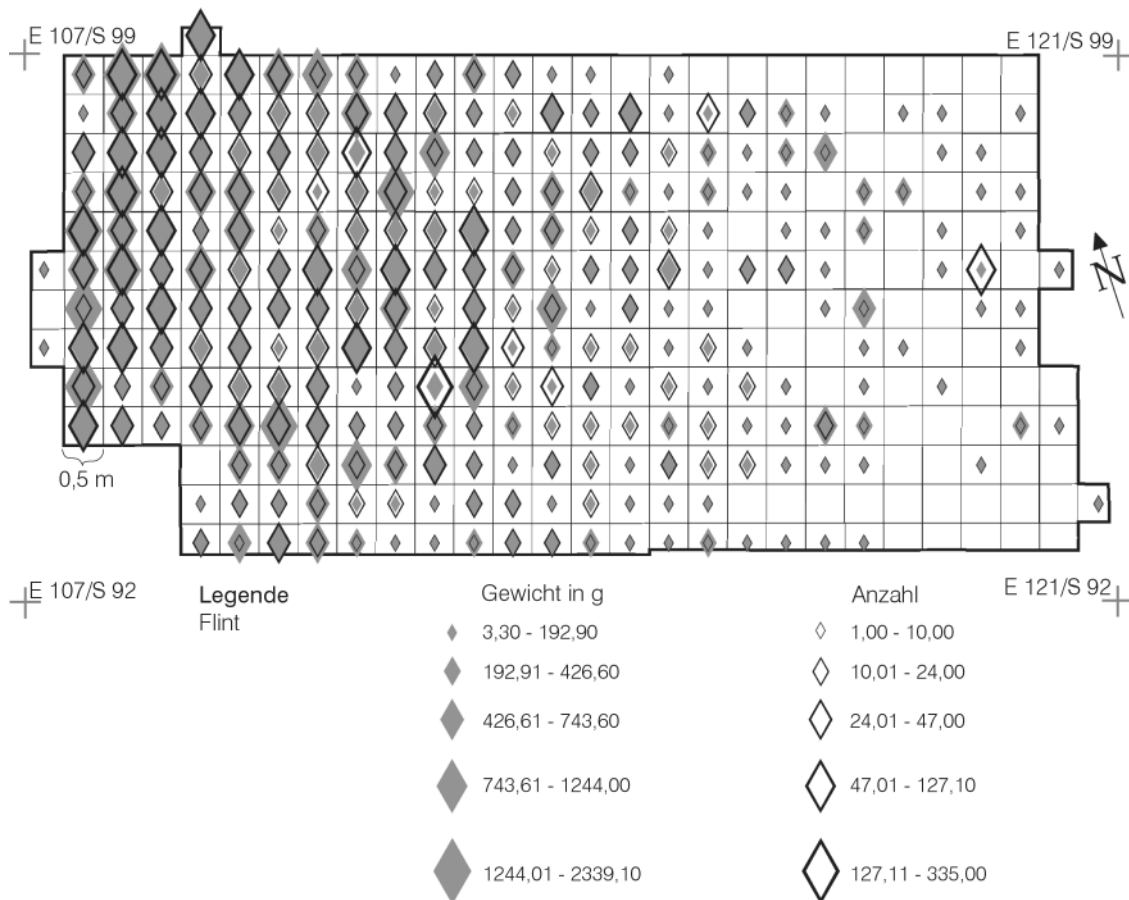 E 107/S 99
E 121/S 99
N
0,5 m
E 107/S 92
E 121/S 92
Legende
Flint
Gewicht in g
3,30 - 192,90
192,91 - 426,60
426,61 - 743,60
743,61 - 1244,00
1244,01 - 2339,10
Anzahl
1,00 - 10,00
10,01 - 24,00
24,01 - 47,00
47,01 - 127,10
127,11 - 335,00